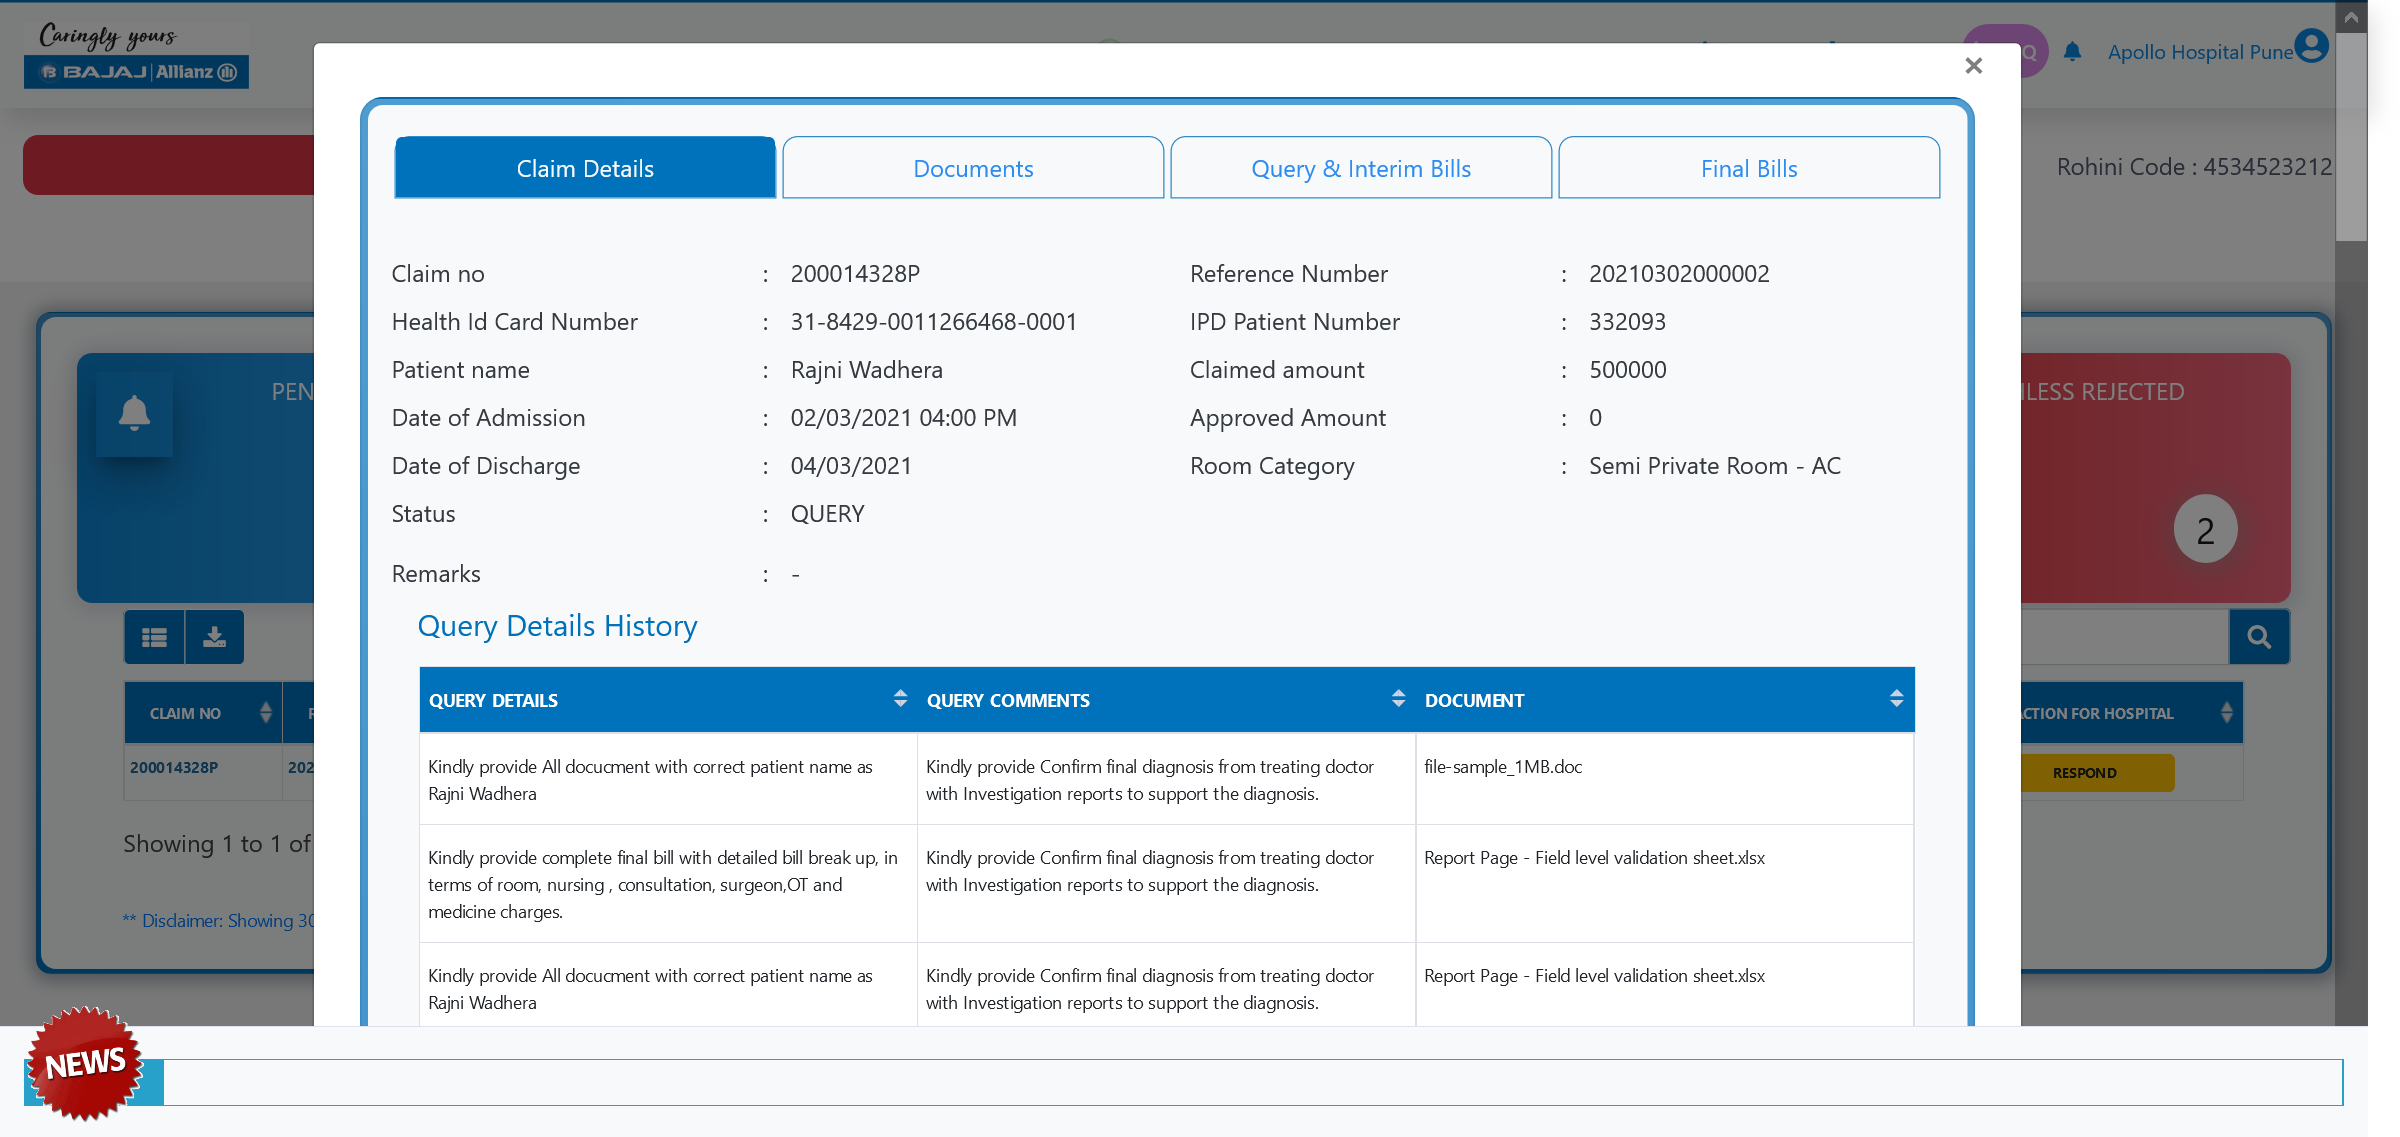 Caringly yours
BAJAJ | Allianz
Q
Apollo Hospital Pune
Rohini Code : 4534523212
Claim Details
Documents
Query & Interim Bills
Final Bills
Claim no : 200014328P
Reference Number : 20210302000002
Health Id Card Number : 31-8429-0011266468-0001
IPD Patient Number : 332093
Patient name : Rajni Wadhera
Claimed amount : 500000
Date of Admission : 02/03/2021 04:00 PM
Approved Amount : 0
Date of Discharge : 04/03/2021
Room Category : Semi Private Room - AC
Status : QUERY
Remarks : -
PEN
REJECTED
2
Query Details History
QUERY DETAILS
QUERY COMMENTS
DOCUMENT
Kindly provide All docucment with correct patient name as
Rajni Wadhera
Kindly provide Confirm final diagnosis from treating doctor
with Investigation reports to support the diagnosis.
file-sample_1MB.doc
Kindly provide complete final bill with detailed bill break up, in
terms of room, nursing , consultation, surgeon,OT and
medicine charges.
Kindly provide Confirm final diagnosis from treating doctor
with Investigation reports to support the diagnosis.
Report Page - Field level validation sheet.xlsx
Kindly provide All docucment with correct patient name as
Rajni Wadhera
Kindly provide Confirm final diagnosis from treating doctor
with Investigation reports to support the diagnosis.
Report Page - Field level validation sheet.xlsx
CLAIM NO
ACTION FOR HOSPITAL
200014328P
202
RESPOND
Showing 1 to 1 of
** Disclaimer: Showing 30
NEWS